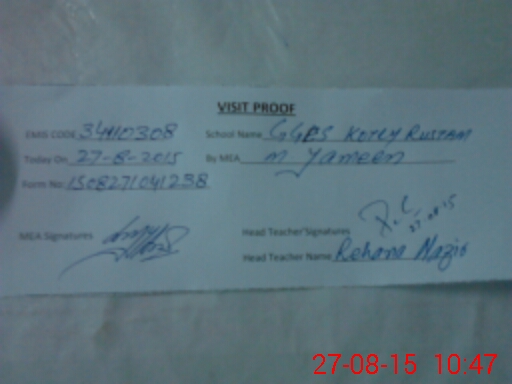 VISIT PROOF
EMIS CODE 34110308 School Name GGPS KOTLY RUSTAM
Today On 27-8-2015 By MEA M Yameen
Form No: 1508271041238
MEA Signatures Head Teacher'Signatures 27.08.15
Head Teacher Name Rehana Nazir
27-08-15 10:47